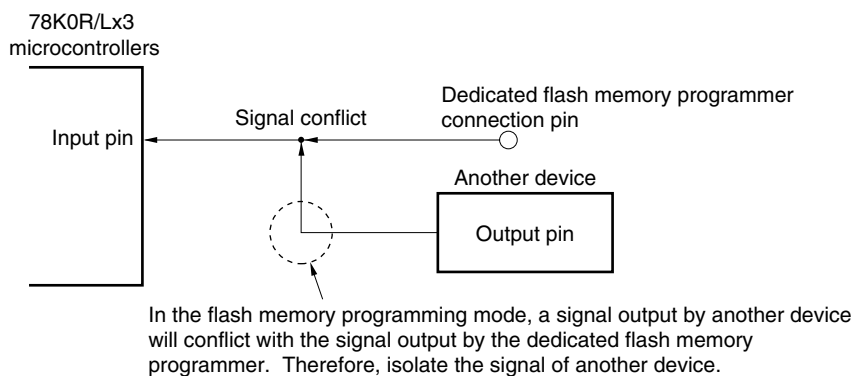 78K0R/Lx3
microcontrollers
Dedicated flash memory programmer
connection pin
Signal conflict
Input pin
Another device
Output pin
In the flash memory programming mode, a signal output by another device
will conflict with the signal output by the dedicated flash memory
programmer.  Therefore, isolate the signal of another device.